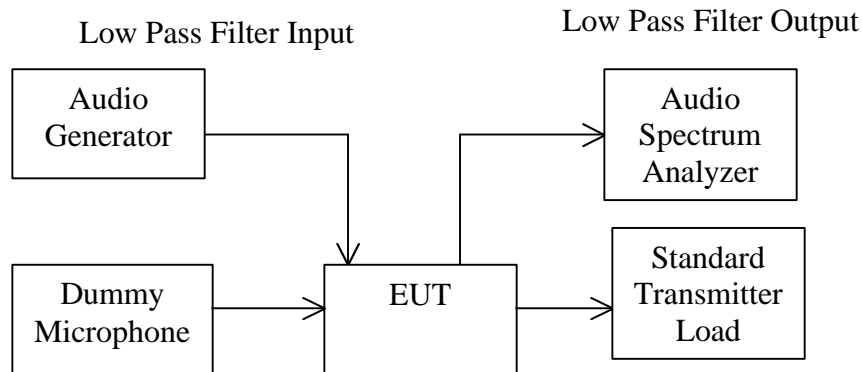 Low Pass Filter Input
Low Pass Filter Output
Audio
Generator
Audio
Spectrum
Analyzer
Dummy
Microphone
EUT
Standard
Transmitter
Load